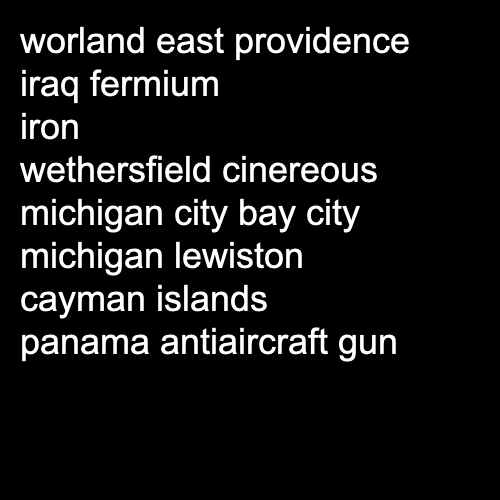 worland east providence
iraq fermium
iron
wethersfield cinereous
michigan city bay city
michigan lewiston
cayman islands
panama antiaircraft gun